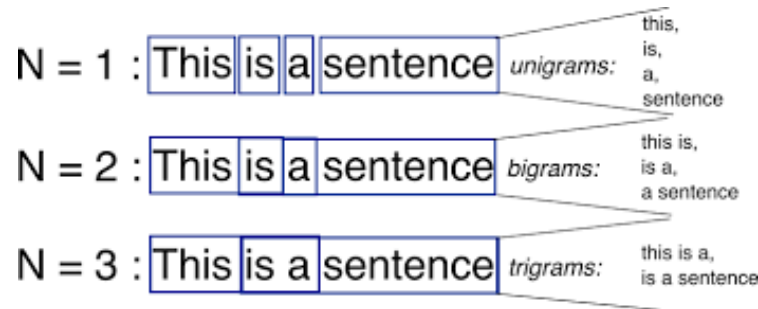 N = 1 : This is a sentence unigrams:
this,
is,
a,
sentence
N = 2 : This is a sentence bigrams:
this is,
is a,
a sentence
N = 3 : This is a sentence trigrams:
this is a,
is a sentence